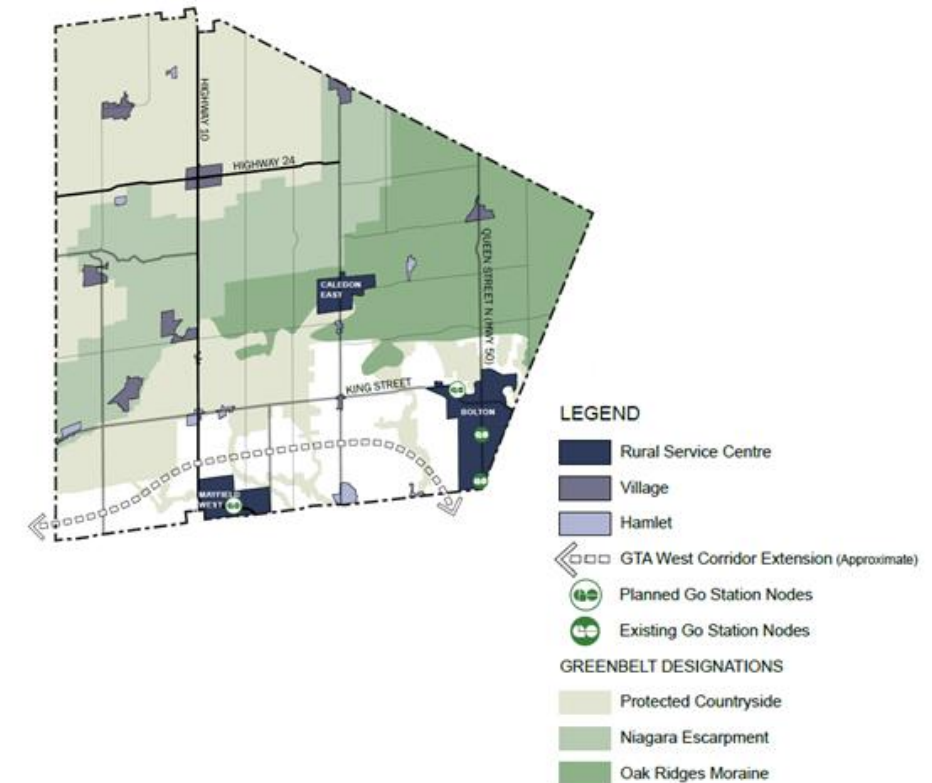 HIGHWAY 10
HIGHWAY 24
QUEEN STREET N (HWY 50)
CALEDON
EAST
KING STREET
BOLTON
MAYFIELD
WEST
LEGEND
Rural Service Centre
Village
Hamlet
GTA West Corridor Extension (Approximate)
Planned Go Station Nodes
Existing Go Station Nodes
GREENBELT DESIGNATIONS
Protected Countryside
Niagara Escarpment
Oak Ridges Moraine